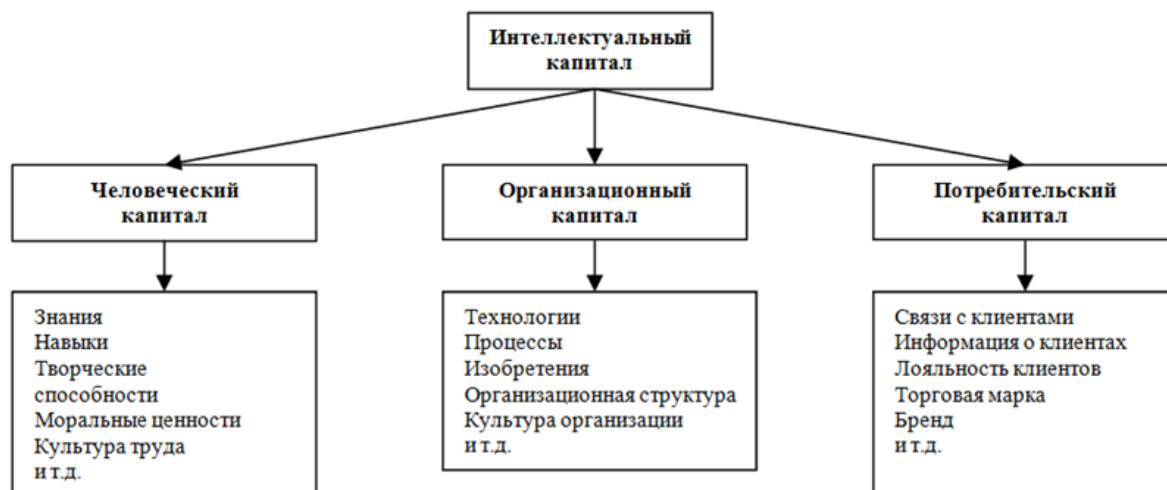 Интеллектуальный
капитал
Человеческий
капитал
Организационный
капитал
Потребительский
капитал
Знания
Навыки
Творческие
способности
Моральные ценности
Культура труда
и т.д.
Технологии
Процессы
Изобретения
Организационная структура
Культура организации
и т.д.
Связи с клиентами
Информация о клиентах
Лояльность клиентов
Торговая марка
Бренд
и т.д.